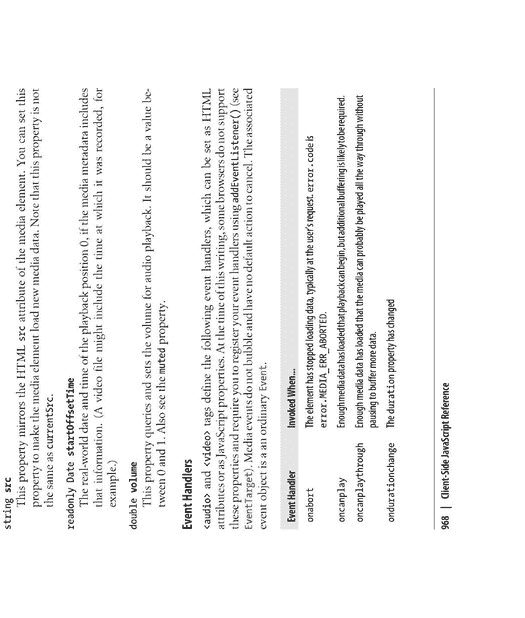 string src
This property mirrors the HTML src attribute of the media element. You can set this
property to make the media element load new media data. Note that this property is not
the same as currentSrc.
readonly Date startOffsetTime
The real-world date and time of the playback position 0, if the media metadata includes
that information. (A video file might include the time at which it was recorded, for
example.)
double volume
This property queries and sets the volume for audio playback. It should be a value be-
tween 0 and 1. Also see the muted property.
Event Handlers
<audio> and <video> tags define the following event handlers, which can be set as HTML
attributes or as JavaScript properties. At the time of this writing, some browsers do not support
these properties and require you to register your event handlers using addEventListener() (see
EventTarget). Media events do not bubble and have no default action to cancel. The associated
event object is a an ordinary Event.
Event Handler Invoked When...
onabort The element has stopped loading data, typically at the user's request. error.code is
error.MEDIA_ERR_ABORTED.
oncanplay Enough media data has loaded that playback can begin, but additional buffering is likely to be required.
oncanplaythrough Enough media data has loaded that the media can probably be played all the way through without
pausing to buffer more data.
ondurationchange The duration property has changed
968 | Client-Side JavaScript Reference